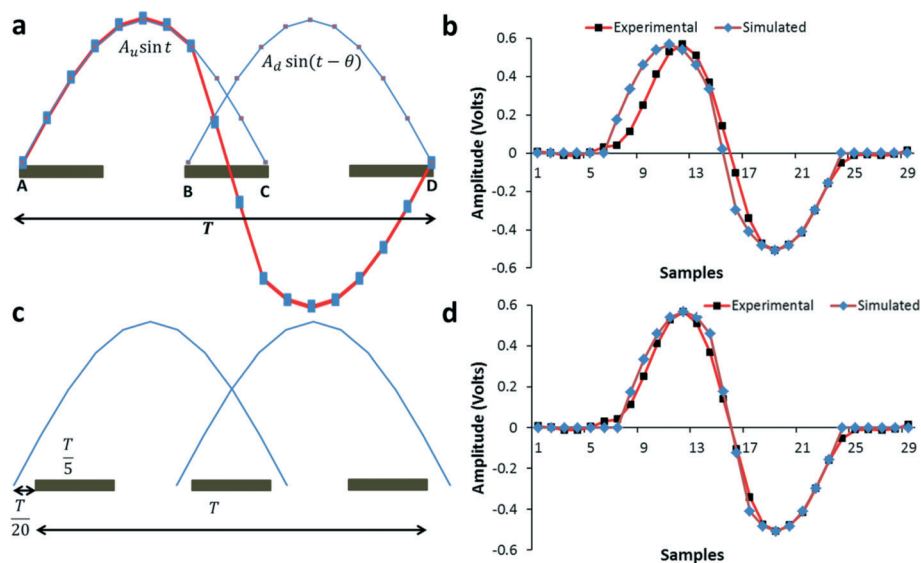 a
A_u sin t
A_d sin(t − θ)
A
B
C
D
T
b
Experimental
Simulated
Amplitude (Volts)
0.6
0.4
0.2
0
-0.2
-0.4
-0.6
1 5 9 13 17 21 25 29
Samples
c
T/5
T/20
T
d
Experimental
Simulated
Amplitude (Volts)
0.6
0.4
0.2
0
-0.2
-0.4
-0.6
1 5 9 13 17 21 25 29
Samples